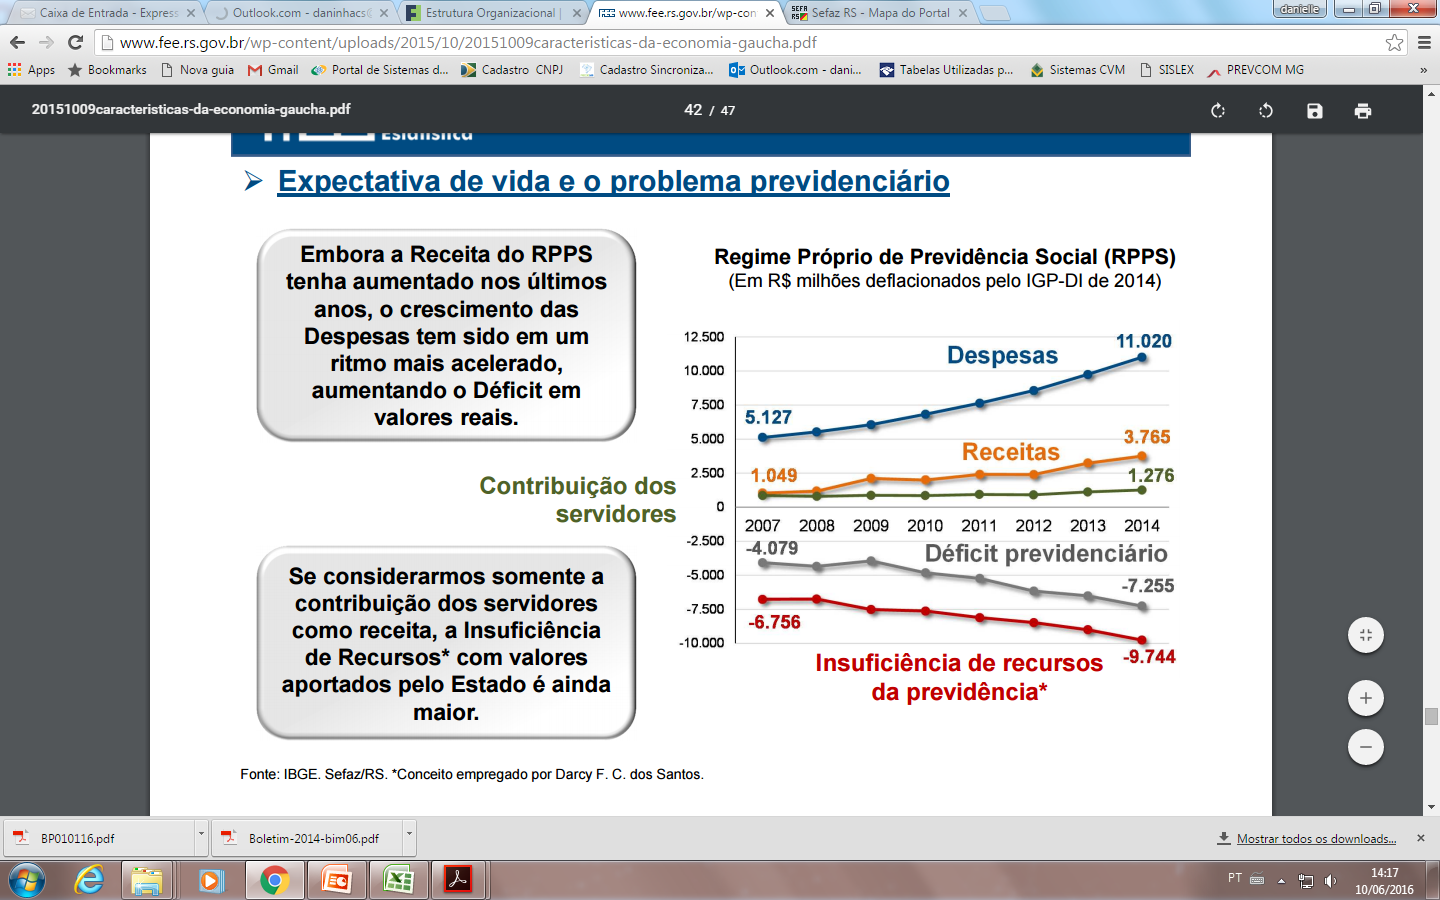 Caixa de Entrada - Express
Outlook.com - daninhacs@
Estrutura Organizacional |
www.fee.rs.gov.br/wp-con
SEFA
RS
Sefaz RS - Mapa do Portal
danielle
www.fee.rs.gov.br/wp-content/uploads/2015/10/20151009caracteristicas-da-economia-gaucha.pdf
Apps
Bookmarks
Nova guia
Gmail
Portal de Sistemas d...
Cadastro CNPJ
Cadastro Sincroniza...
Outlook.com - dani...
Tabelas Utilizadas p...
Sistemas CVM
SISLEX
PREVCOM MG
»
20151009caracteristicas-da-economia-gaucha.pdf
42 / 47
Estatística
Expectativa de vida e o problema previdenciário
Embora a Receita do RPPS
tenha aumentado nos últimos
anos, o crescimento das
Despesas tem sido em um
ritmo mais acelerado,
aumentando o Déficit em
valores reais.
Regime Próprio de Previdência Social (RPPS)
(Em R$ milhões deflacionados pelo IGP-DI de 2014)
12.500
10.000
7.500
5.000
2.500
0
-2.500
-5.000
-7.500
-10.000
Despesas
11.020
5.127
Receitas
3.765
1.049
1.276
Contribuição dos
servidores
2007 2008 2009 2010 2011 2012 2013 2014
-4.079
Déficit previdenciário
-7.255
-6.756
-9.744
Insuficiência de recursos
da previdência*
Se considerarmos somente a
contribuição dos servidores
como receita, a Insuficiência
de Recursos* com valores
aportados pelo Estado é ainda
maior.
Fonte: IBGE. Sefaz/RS. *Conceito empregado por Darcy F. C. dos Santos.
BP010116.pdf
Boletim-2014-bim06.pdf
Mostrar todos os downloads...
PT
14:17
10/06/2016